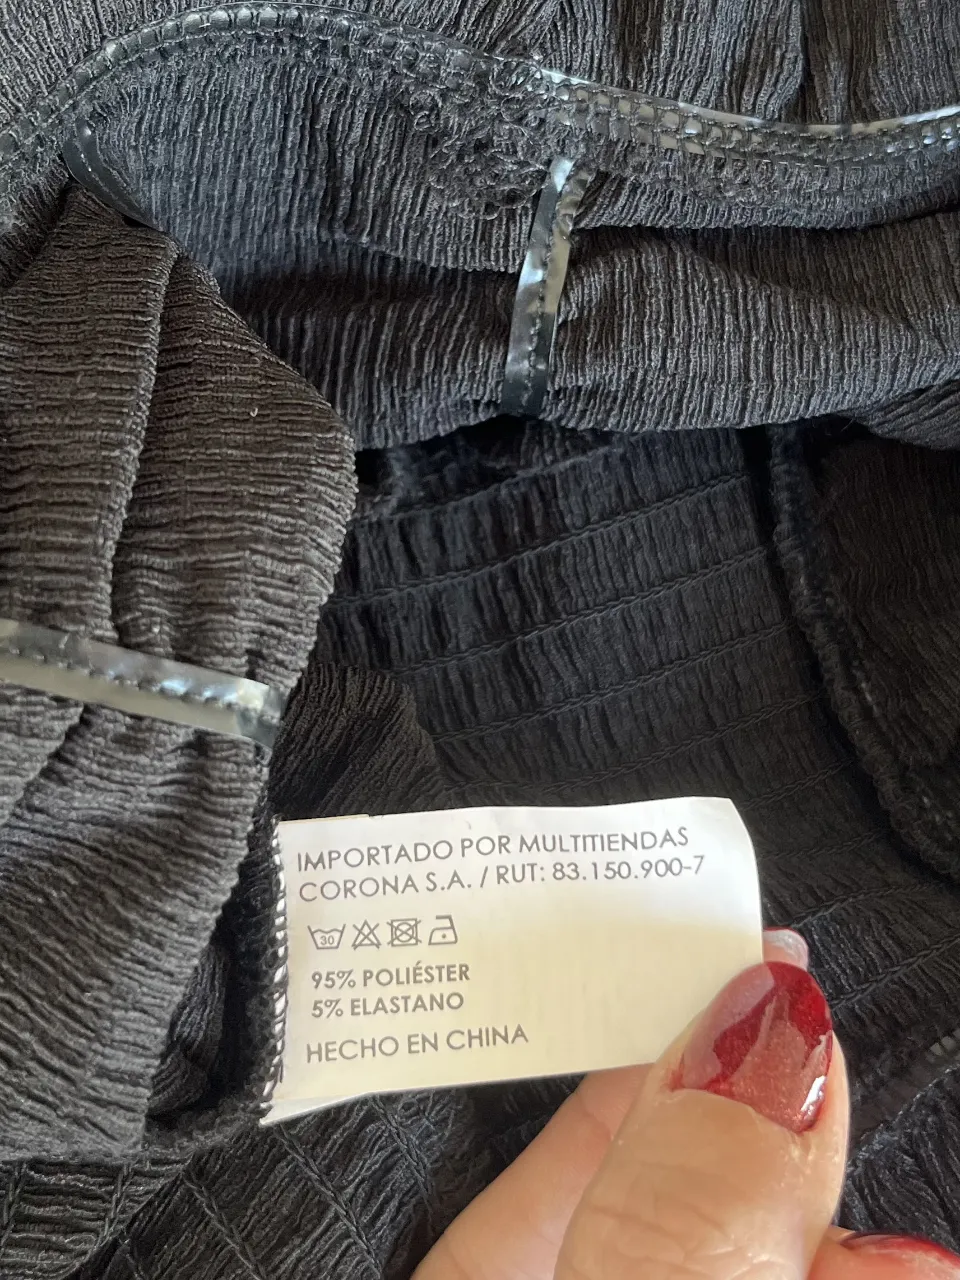 IMPORTADO POR MULTITIENDAS
CORONA S.A. / RUT: 83.150.900-7
30
95% POLIÉSTER
5% ELASTANO
HECHO EN CHINA